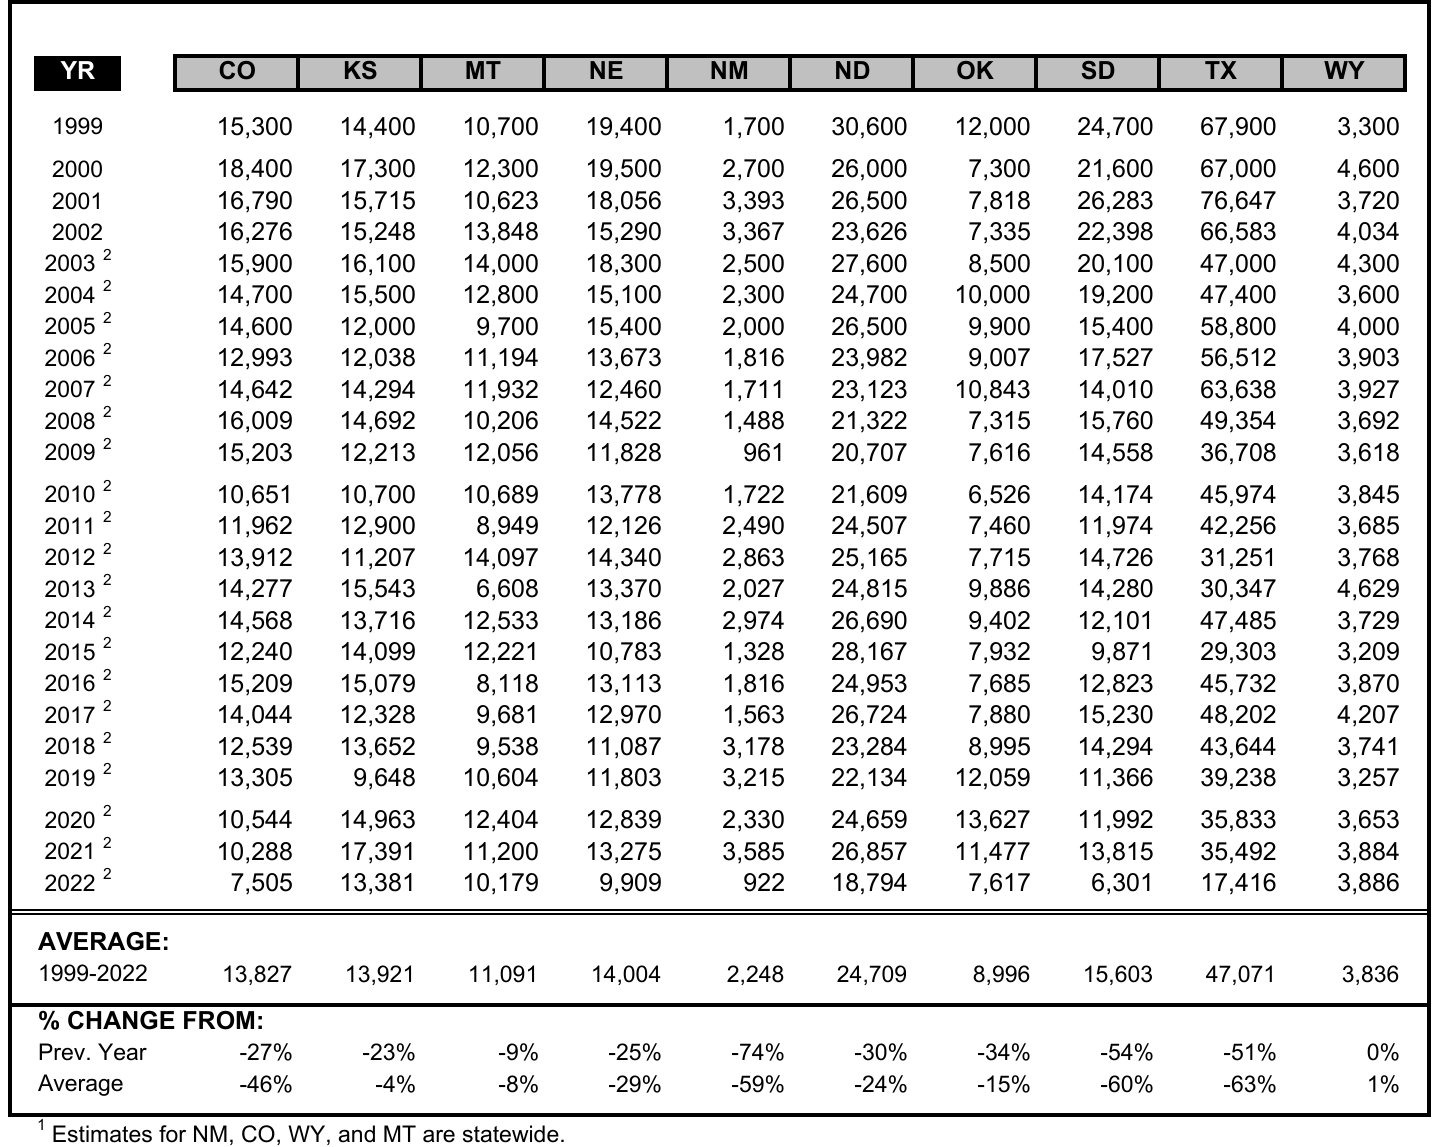 YR CO KS MT NE NM ND OK SD TX WY
1999 15,300 14,400 10,700 19,400 1,700 30,600 12,000 24,700 67,900 3,300
2000 18,400 17,300 12,300 19,500 2,700 26,000 7,300 21,600 67,000 4,600
2001 16,790 15,715 10,623 18,056 3,393 26,500 7,818 26,283 76,647 3,720
2002 16,276 15,248 13,848 15,290 3,367 23,626 7,335 22,398 66,583 4,034
2003 2 15,900 16,100 14,000 18,300 2,500 27,600 8,500 20,100 47,000 4,300
2004 2 14,700 15,500 12,800 15,100 2,300 24,700 10,000 19,200 47,400 3,600
2005 2 14,600 12,000 9,700 15,400 2,000 26,500 9,900 15,400 58,800 4,000
2006 2 12,993 12,038 11,194 13,673 1,816 23,982 9,007 17,527 56,512 3,903
2007 2 14,642 14,294 11,932 12,460 1,711 23,123 10,843 14,010 63,638 3,927
2008 2 16,009 14,692 10,206 14,522 1,488 21,322 7,315 15,760 49,354 3,692
2009 2 15,203 12,213 12,056 11,828 961 20,707 7,616 14,558 36,708 3,618
2010 2 10,651 10,700 10,689 13,778 1,722 21,609 6,526 14,174 45,974 3,845
2011 2 11,962 12,900 8,949 12,126 2,490 24,507 7,460 11,974 42,256 3,685
2012 2 13,912 11,207 14,097 14,340 2,863 25,165 7,715 14,726 31,251 3,768
2013 2 14,277 15,543 6,608 13,370 2,027 24,815 9,886 14,280 30,347 4,629
2014 2 14,568 13,716 12,533 13,186 2,974 26,690 9,402 12,101 47,485 3,729
2015 2 12,240 14,099 12,221 10,783 1,328 28,167 7,932 9,871 29,303 3,209
2016 2 15,209 15,079 8,118 13,113 1,816 24,953 7,685 12,823 45,732 3,870
2017 2 14,044 12,328 9,681 12,970 1,563 26,724 7,880 15,230 48,202 4,207
2018 2 12,539 13,652 9,538 11,087 3,178 23,284 8,995 14,294 43,644 3,741
2019 2 13,305 9,648 10,604 11,803 3,215 22,134 12,059 11,366 39,238 3,257
2020 2 10,544 14,963 12,404 12,839 2,330 24,659 13,627 11,992 35,833 3,653
2021 2 10,288 17,391 11,200 13,275 3,585 26,857 11,477 13,815 35,492 3,884
2022 2 7,505 13,381 10,179 9,909 922 18,794 7,617 6,301 17,416 3,886
AVERAGE:
1999-2022 13,827 13,921 11,091 14,004 2,248 24,709 8,996 15,603 47,071 3,836
% CHANGE FROM:
Prev. Year -27% -23% -9% -25% -74% -30% -34% -54% -51% 0%
Average -46% -4% -8% -29% -59% -24% -15% -60% -63% 1%
1 Estimates for NM, CO, WY, and MT are statewide.